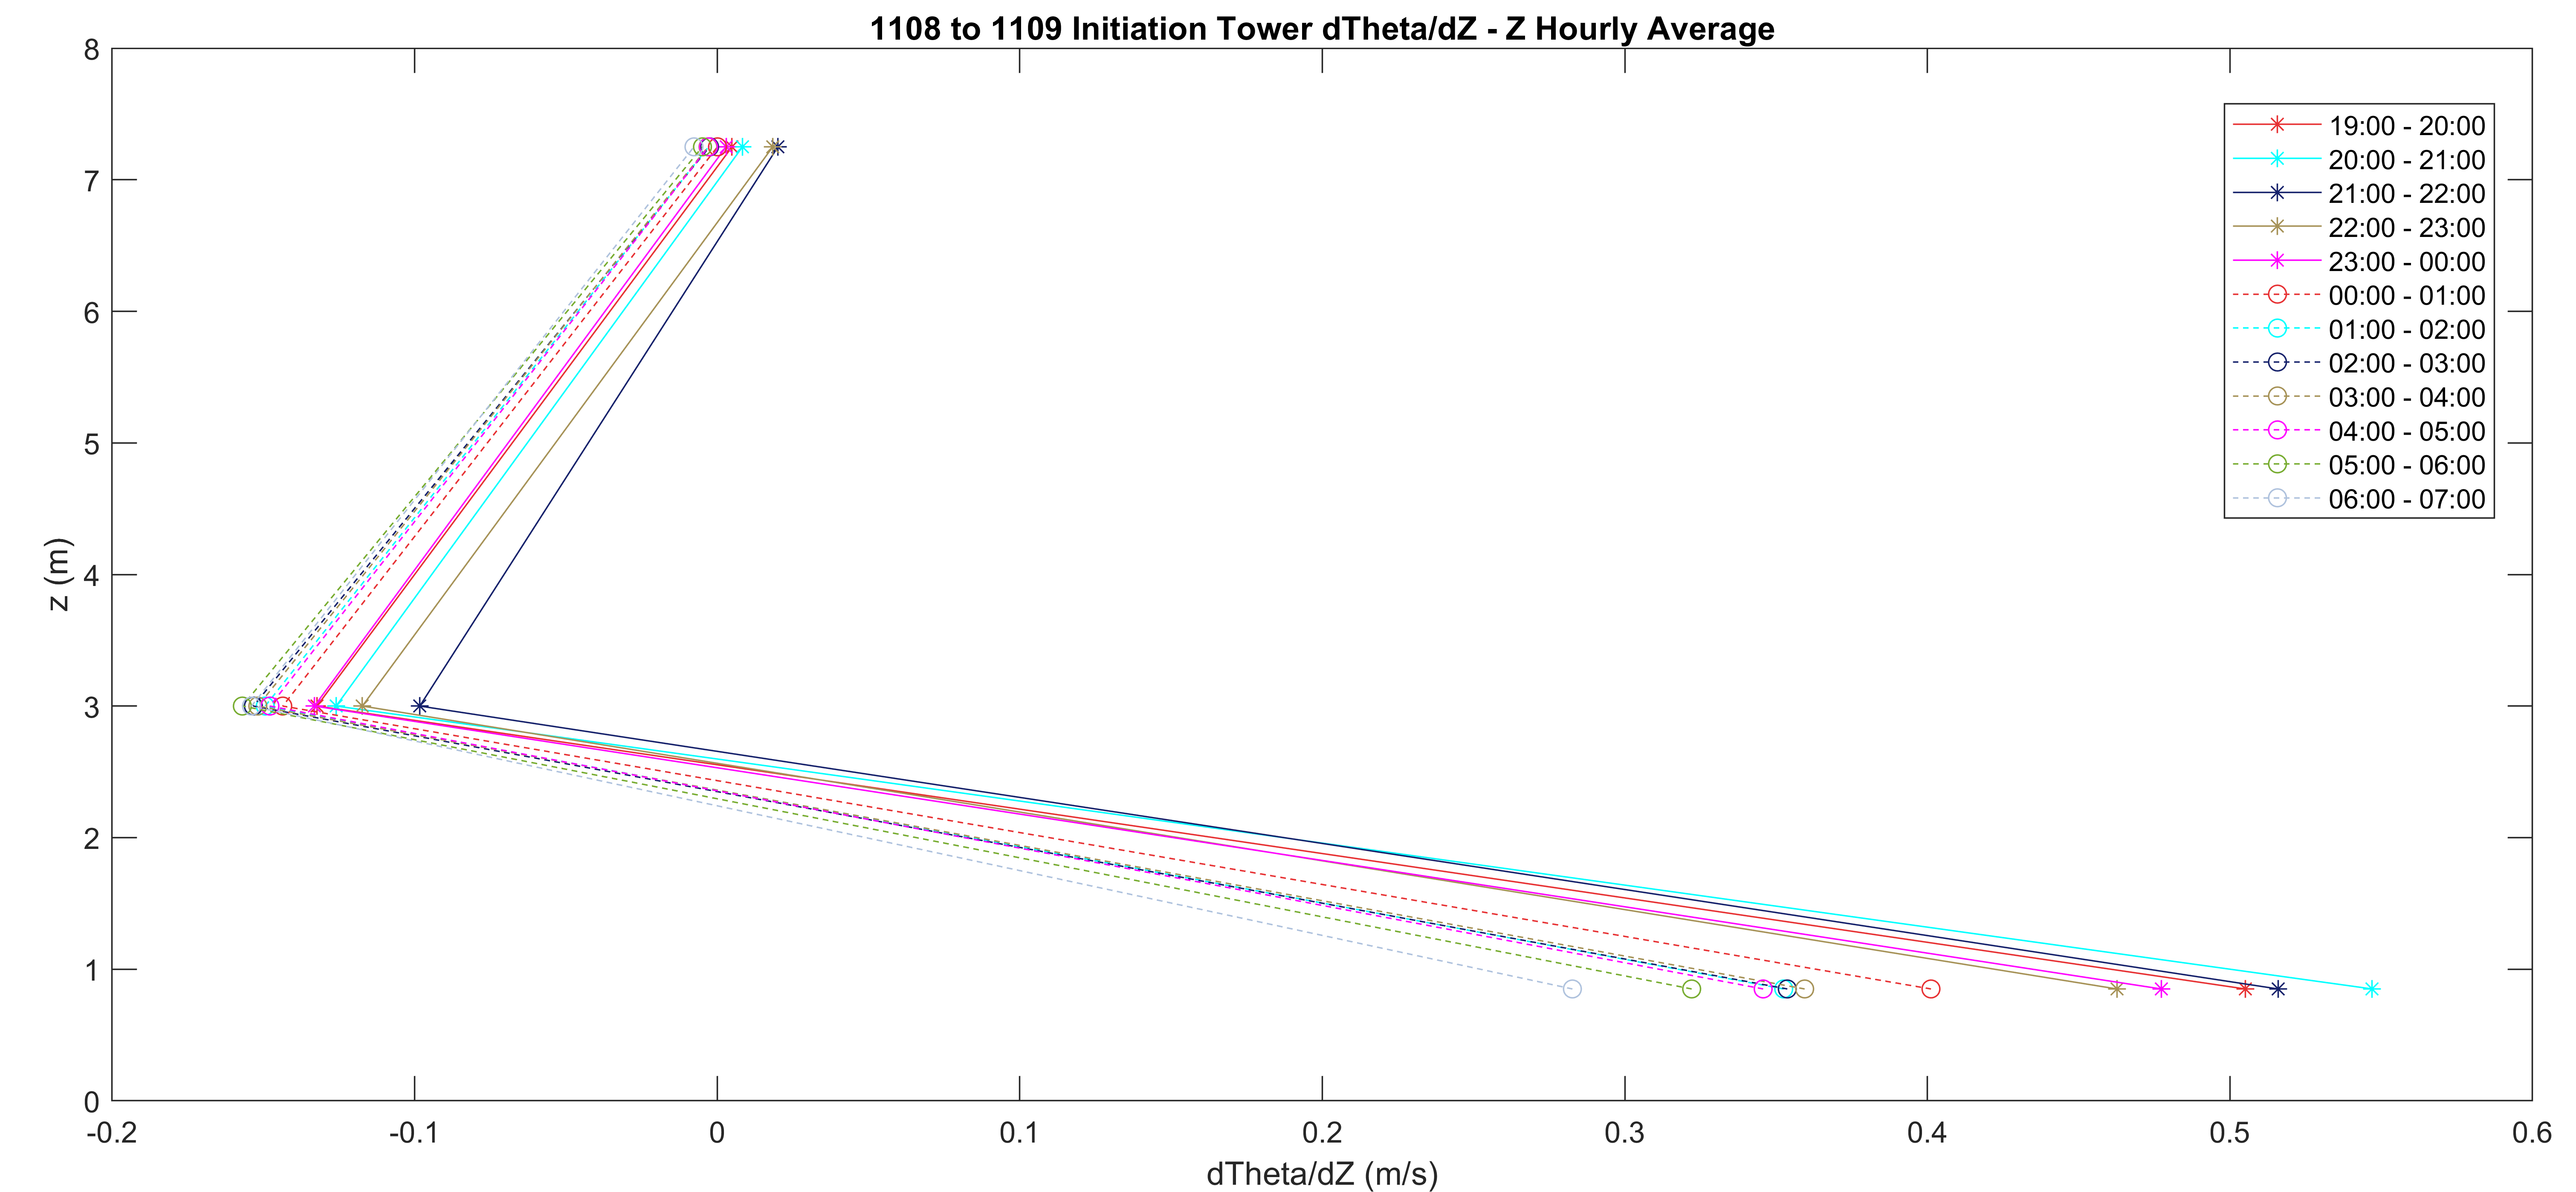 1108 to 1109 Initiation Tower dTheta/dZ - Z Hourly Average
8
7
6
5
4
3
2
1
0
z (m)
-0.2 -0.1 0 0.1 0.2 0.3 0.4 0.5 0.6
dTheta/dZ (m/s)
19:00 - 20:00
20:00 - 21:00
21:00 - 22:00
22:00 - 23:00
23:00 - 00:00
00:00 - 01:00
01:00 - 02:00
02:00 - 03:00
03:00 - 04:00
04:00 - 05:00
05:00 - 06:00
06:00 - 07:00